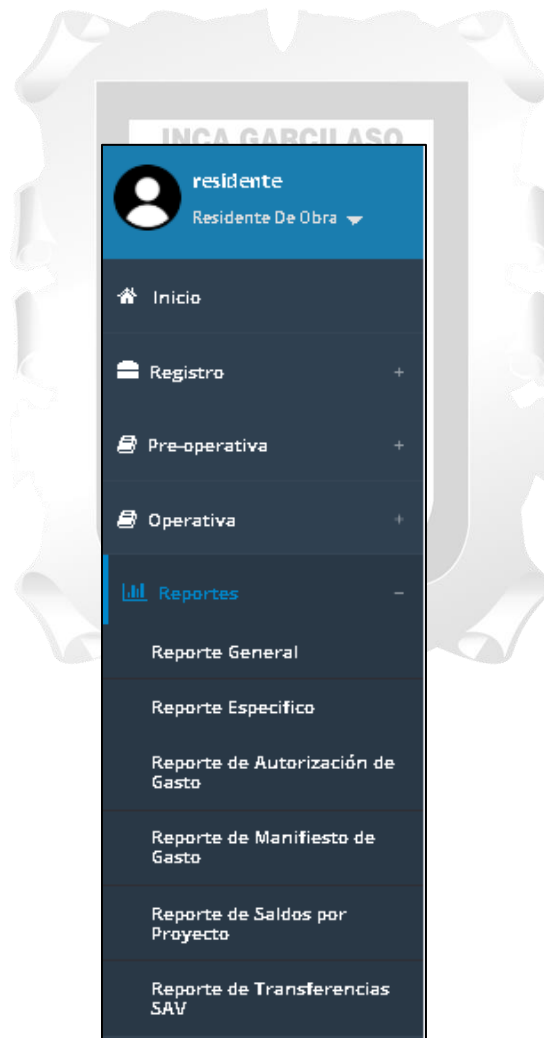 INCA GARCILASO
residente
Residente De Obra
Inicio
Registro +
Pre-operativa +
Operativa +
Reportes −
Reporte General
Reporte Especifico
Reporte de Autorización de
Gasto
Reporte de Manifiesto de
Gasto
Reporte de Saldos por
Proyecto
Reporte de Transferencias
SAV